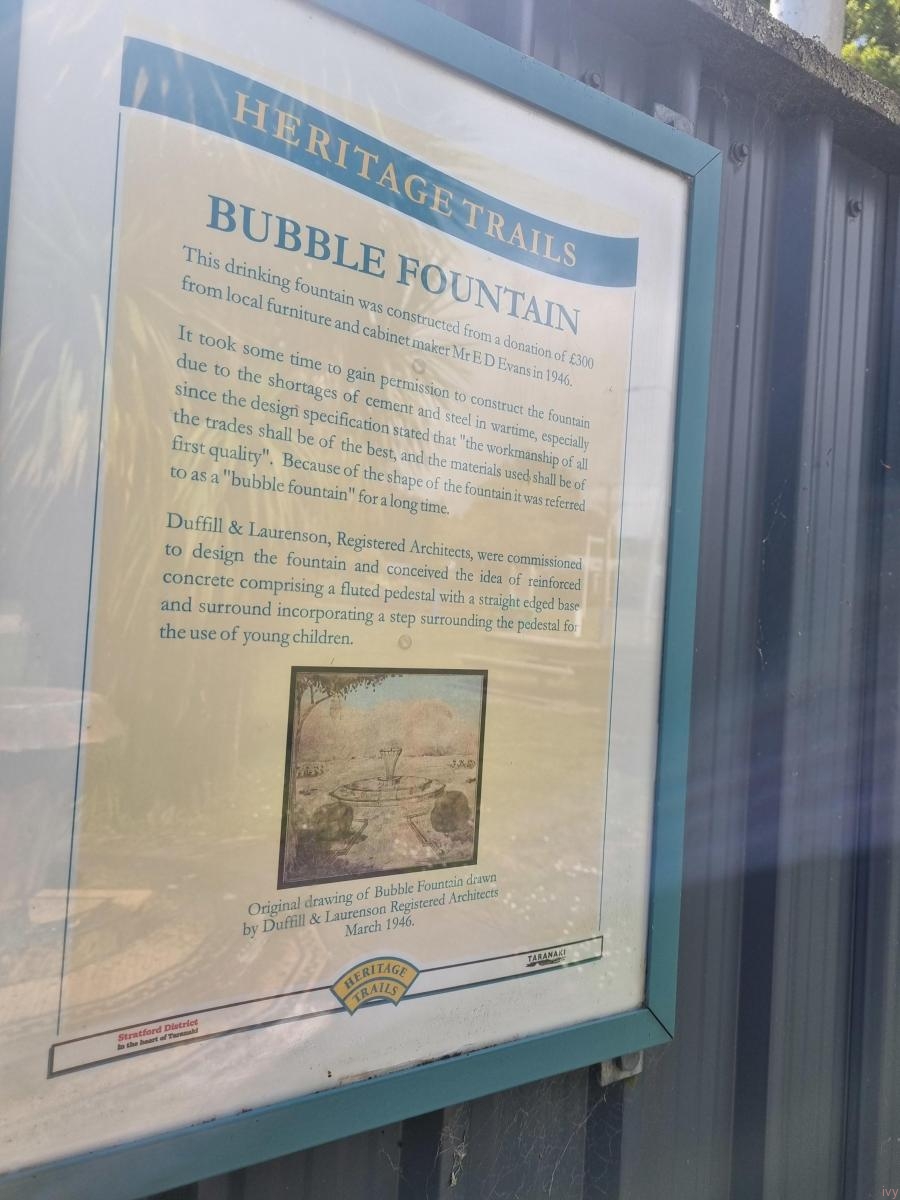 HERITAGE TRAILS
BUBBLE FOUNTAIN
This drinking fountain was constructed from a donation of £300
from local furniture and cabinet maker Mr E D Evans in 1946.
It took some time to gain permission to construct the fountain
due to the shortages of cement and steel in wartime, especially
since the design specification stated that "the workmanship of all
the trades shall be of the best, and the materials used shall be of
first quality". Because of the shape of the fountain it was referred
to as a "bubble fountain" for a long time.
Duffill & Laurenson, Registered Architects, were commissioned
to design the fountain and conceived the idea of reinforced
concrete comprising a fluted pedestal with a straight edged base
and surround incorporating a step surrounding the pedestal for
the use of young children.
Original drawing of Bubble Fountain drawn
by Duffill & Laurenson Registered Architects
March 1946.
TARANAKI
HERITAGE
TRAILS
Stratford District
In the heart of Taranaki
ivy